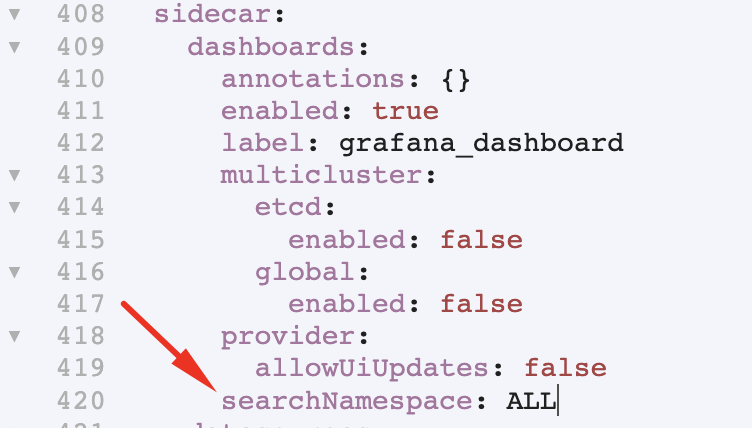 408 sidecar:
409 dashboards:
410 annotations: {}
411 enabled: true
412 label: grafana_dashboard
413 multicluster:
414 etcd:
415 enabled: false
416 global:
417 enabled: false
418 provider:
419 allowUiUpdates: false
420 searchNamespace: ALL